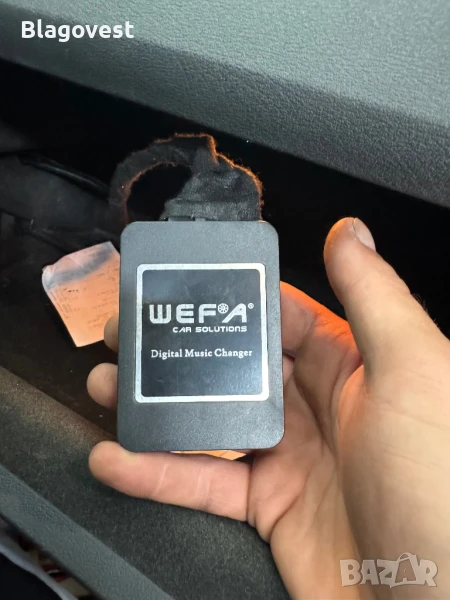 Blagovest
WEFA®
CAR SOLUTIONS
Digital Music Changer
BAZAR